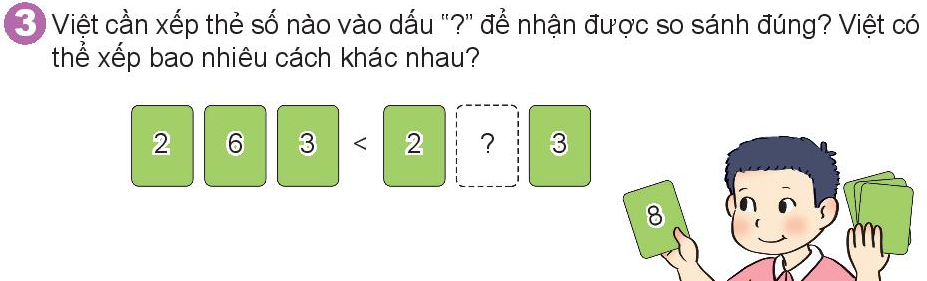 3 Việt cần xếp thẻ số nào vào dấu "?" để nhận được so sánh đúng? Việt có
thể xếp bao nhiêu cách khác nhau?
2 6 3 < 2 ? 3
8